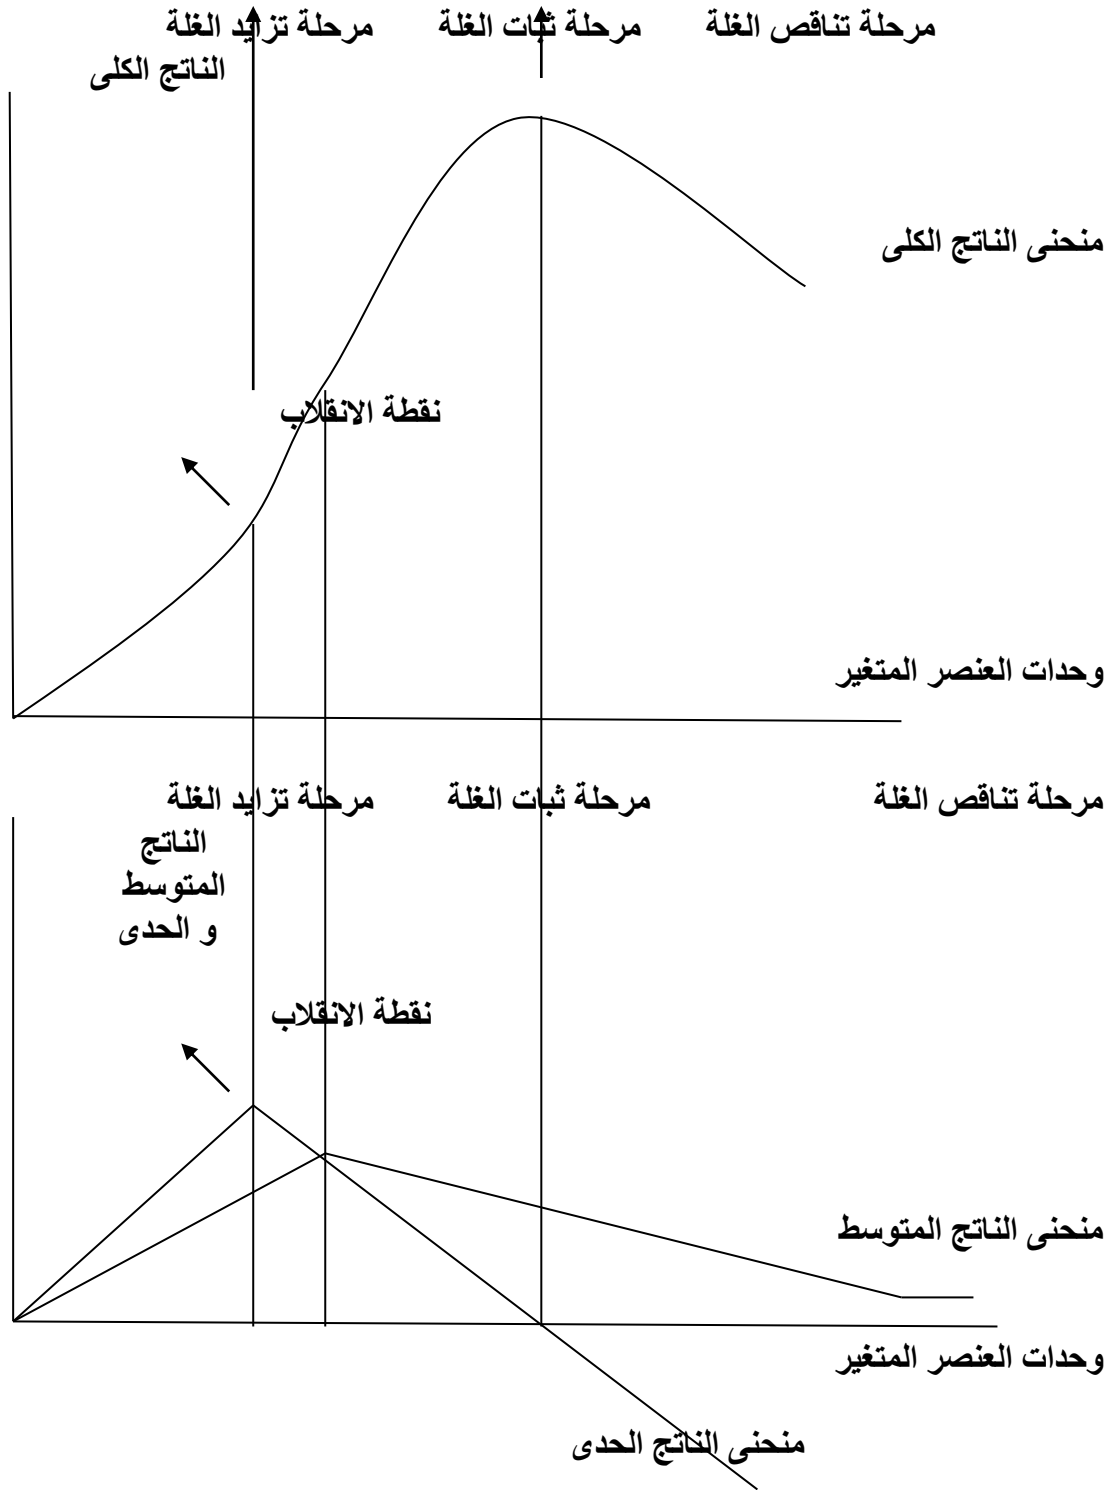 مرحلة تزايد الغلة
مرحلة ثبات الغلة
مرحلة تناقص الغلة
الناتج الكلى
منحنى الناتج الكلى
نقطة الانقلاب
وحدات العنصر المتغير
مرحلة تزايد الغلة
مرحلة ثبات الغلة
مرحلة تناقص الغلة
الناتج
المتوسط
و الحدى
نقطة الانقلاب
منحنى الناتج المتوسط
وحدات العنصر المتغير
منحنى الناتج الحدى